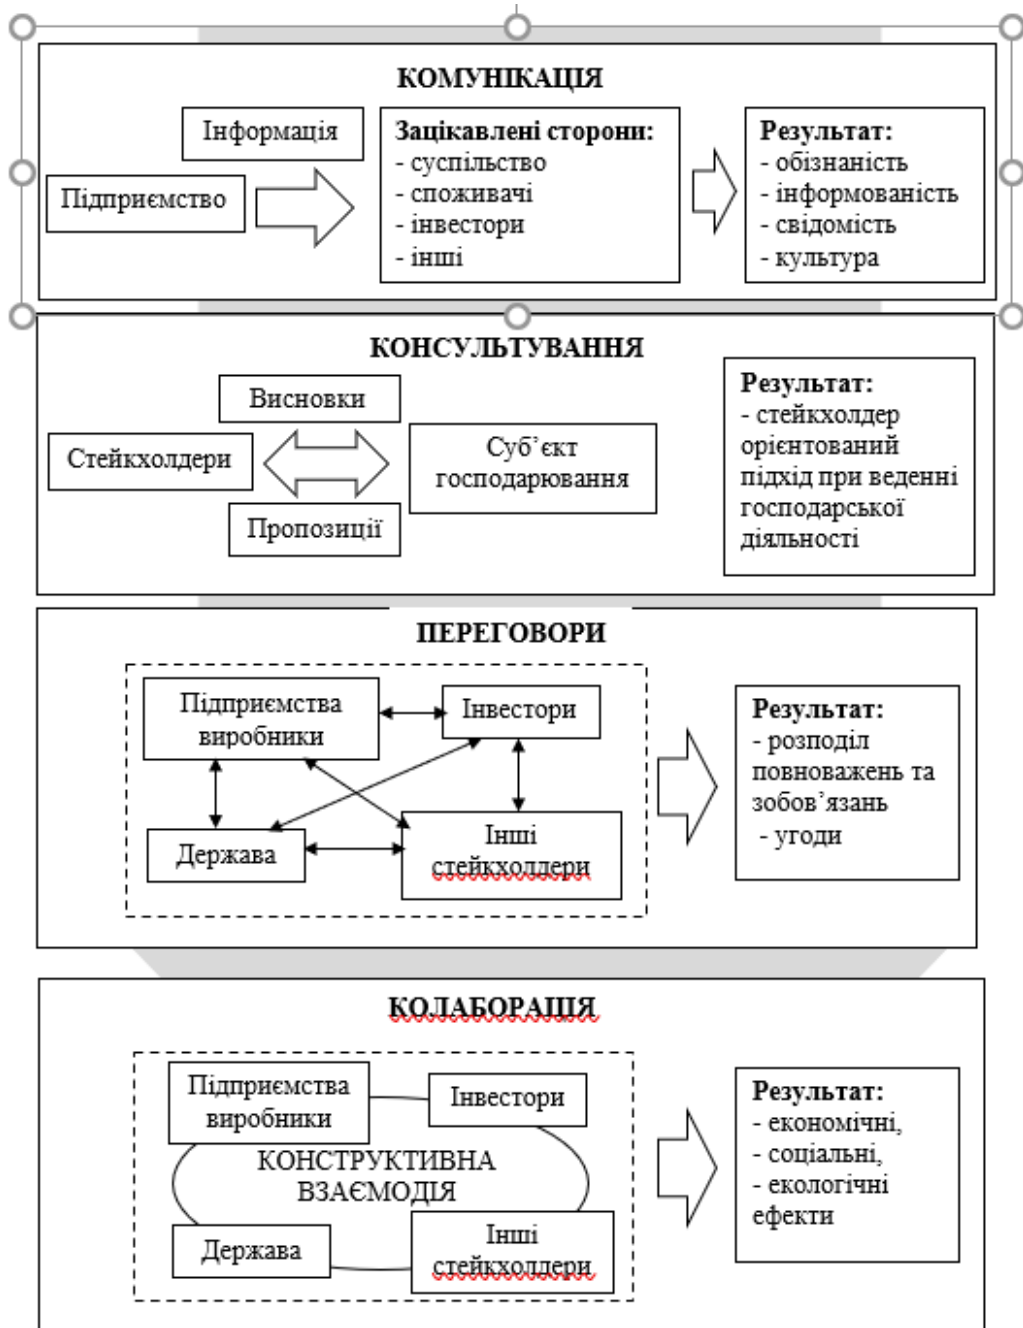 КОМУНІКАЦІЯ
Інформація
Підприємство
Зацікавлені сторони:
- суспільство
- споживачі
- інвестори
- інші
Результат:
- обізнаність
- інформованість
- свідомість
- культура
КОНСУЛЬТУВАННЯ
Висновки
Стейкхолдери
Пропозиції
Суб’єкт
господарювання
Результат:
- стейкхолдер
орієнтований
підхід при веденні
господарської
діяльності
ПЕРЕГОВОРИ
Підприємства
виробники
Інвестори
Держава
Інші
стейкхолдери
Результат:
- розподіл
повноважень та
зобов’язань
- угоди
КОЛАБОРАЦІЯ
Підприємства
виробники
Інвестори
КОНСТРУКТИВНА
ВЗАЄМОДІЯ
Держава
Інші
стейкхолдери
Результат:
- економічні,
- соціальні,
- екологічні
ефекти